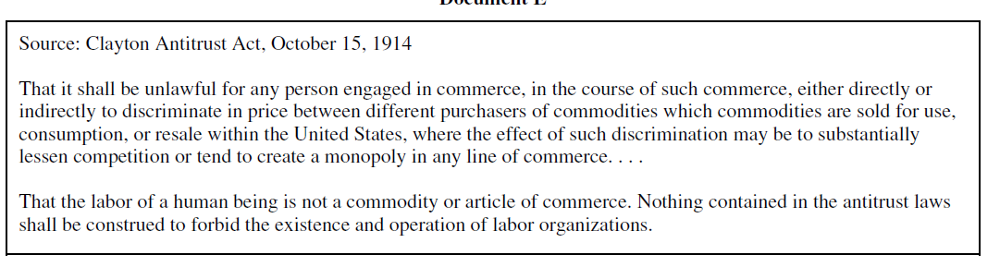 Document E
Source: Clayton Antitrust Act, October 15, 1914
That it shall be unlawful for any person engaged in commerce, in the course of such commerce, either directly or
indirectly to discriminate in price between different purchasers of commodities which commodities are sold for use,
consumption, or resale within the United States, where the effect of such discrimination may be to substantially
lessen competition or tend to create a monopoly in any line of commerce. . . .
That the labor of a human being is not a commodity or article of commerce. Nothing contained in the antitrust laws
shall be construed to forbid the existence and operation of labor organizations.